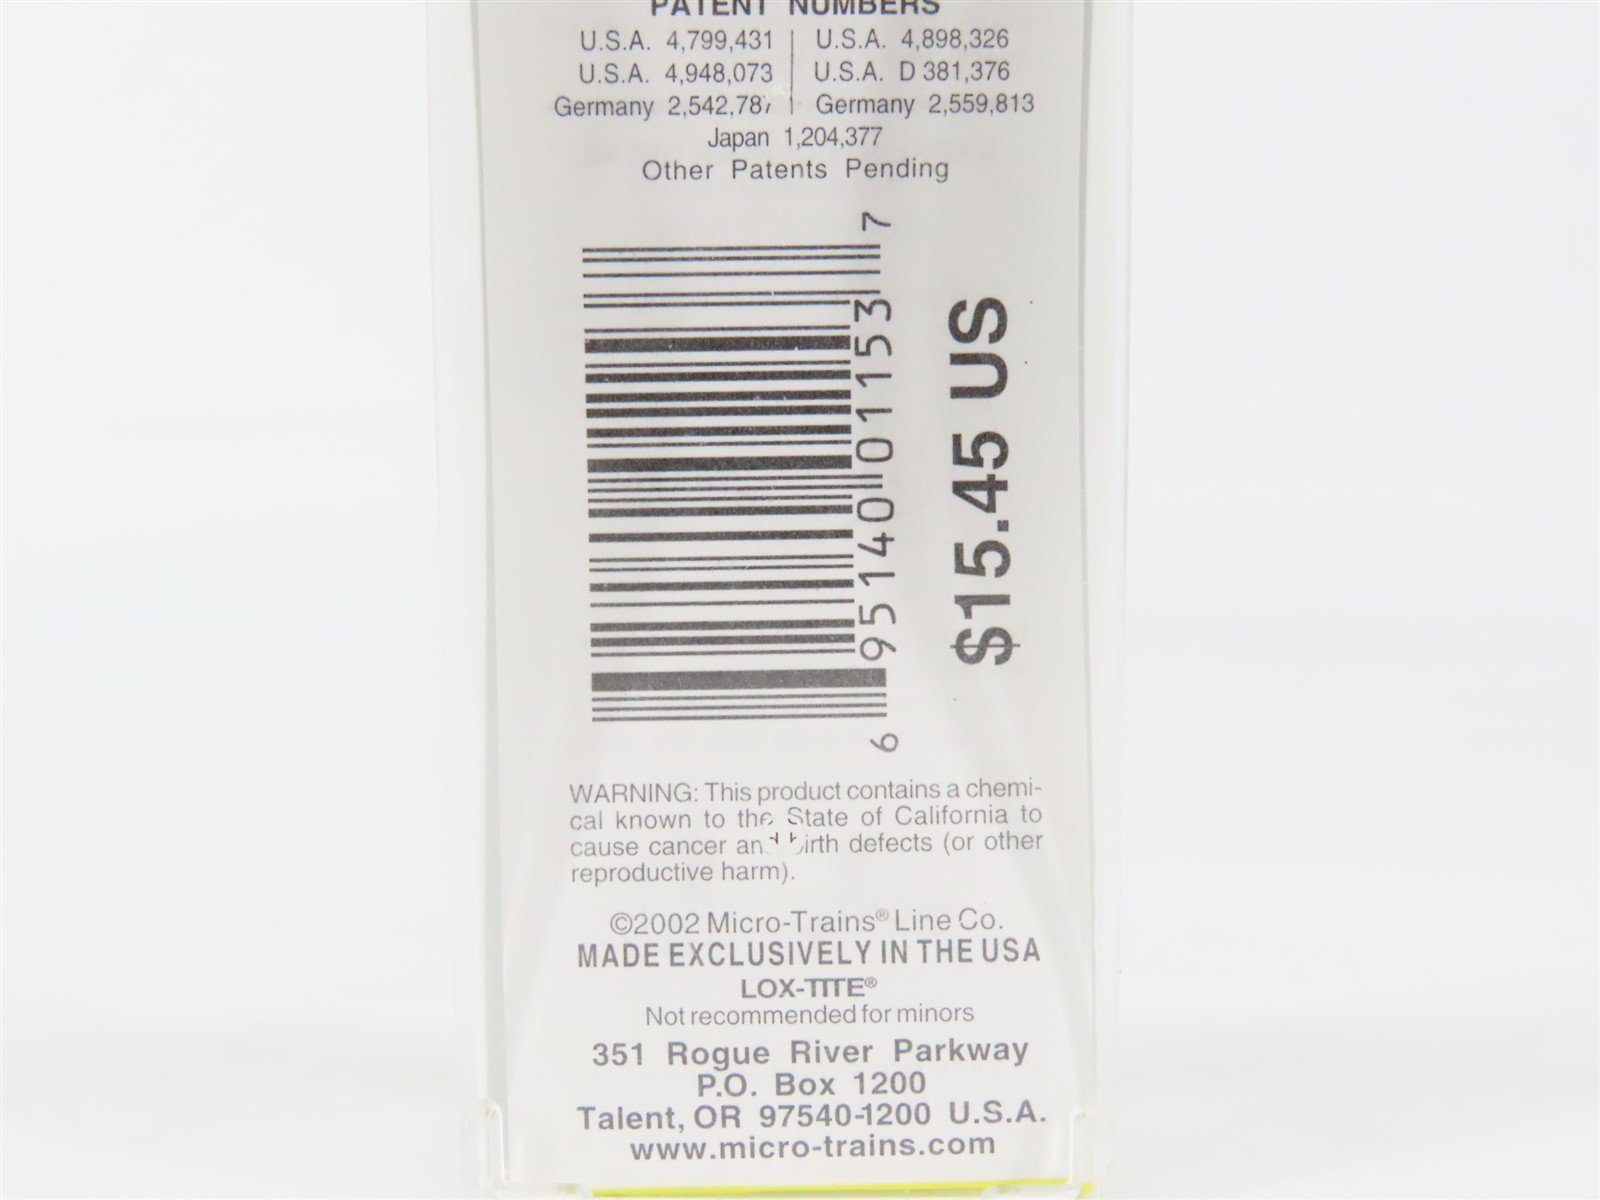 PATENT NUMBERS
U.S.A. 4,799,431 | U.S.A. 4,898,326
U.S.A. 4,948,073 | U.S.A. D 381,376
Germany | Germany 2,559,813
Japan 1,204,377
Other Patents Pending
6 95140 01153 7
$15.45 US
WARNING: This product contains a chemi-
cal known to the State of California to
cause cancer and birth defects (or other
reproductive harm).
©2002 Micro-Trains® Line Co.
MADE EXCLUSIVELY IN THE USA
LOX-TITE®
Not recommended for minors
351 Rogue River Parkway
P.O. Box 1200
Talent, OR 97540-1200 U.S.A.
www.micro-trains.com